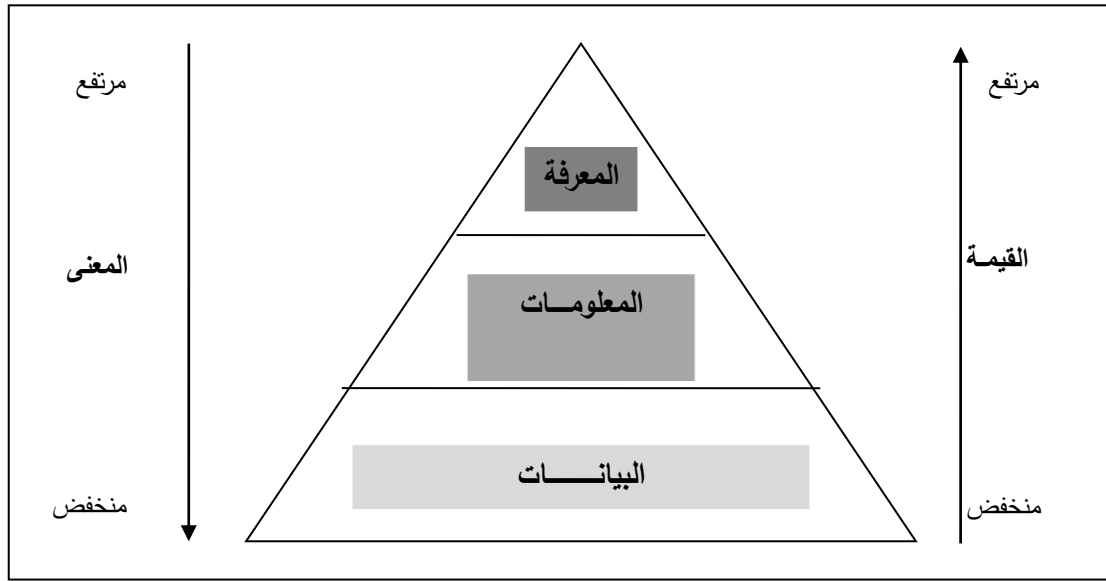 مرتفع
مرتفع
المعرفة
القيمـة
المعنى
المعلومــات
البيانـــــات
منخفض
منخفض